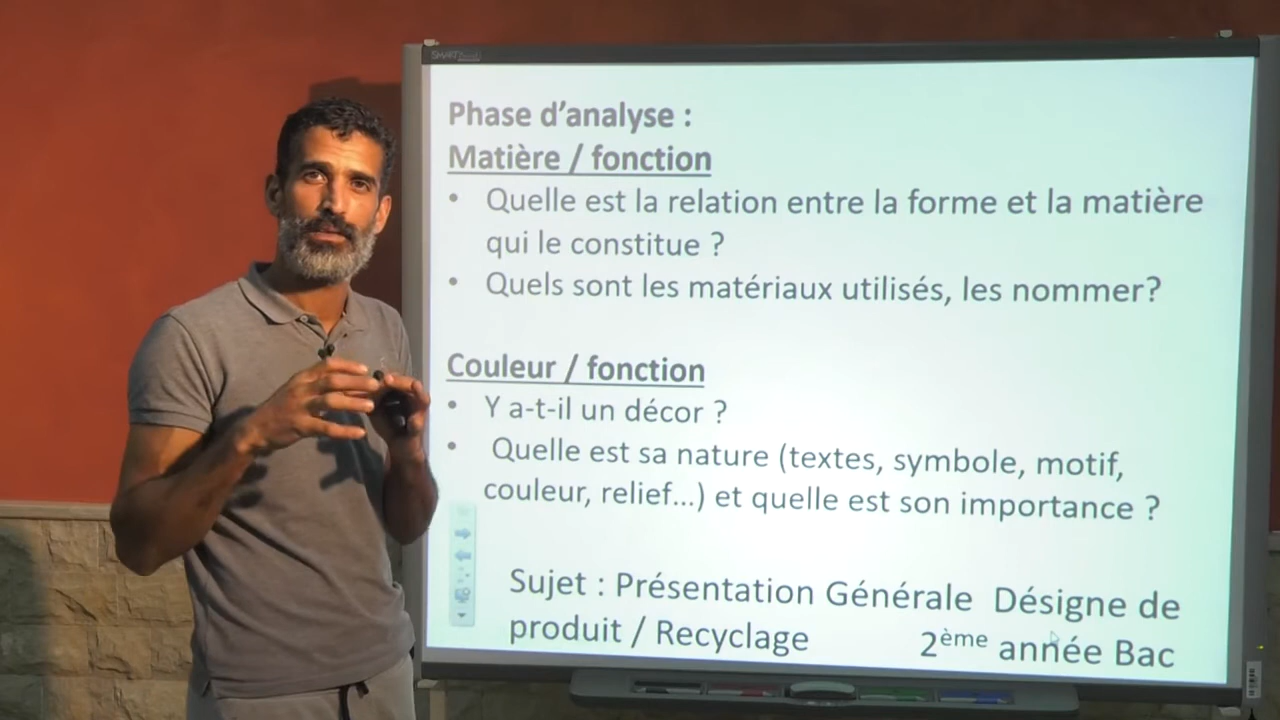 Phase d'analyse :
Matière / fonction
• Quelle est la relation entre la forme et la matière
qui le constitue ?
• Quels sont les matériaux utilisés, les nommer?
Couleur / fonction
• Y a-t-il un décor ?
• Quelle est sa nature (textes, symbole, motif,
couleur, relief...) et quelle est son importance ?
Sujet : Présentation Générale Désigne de
produit / Recyclage 2ème année Bac